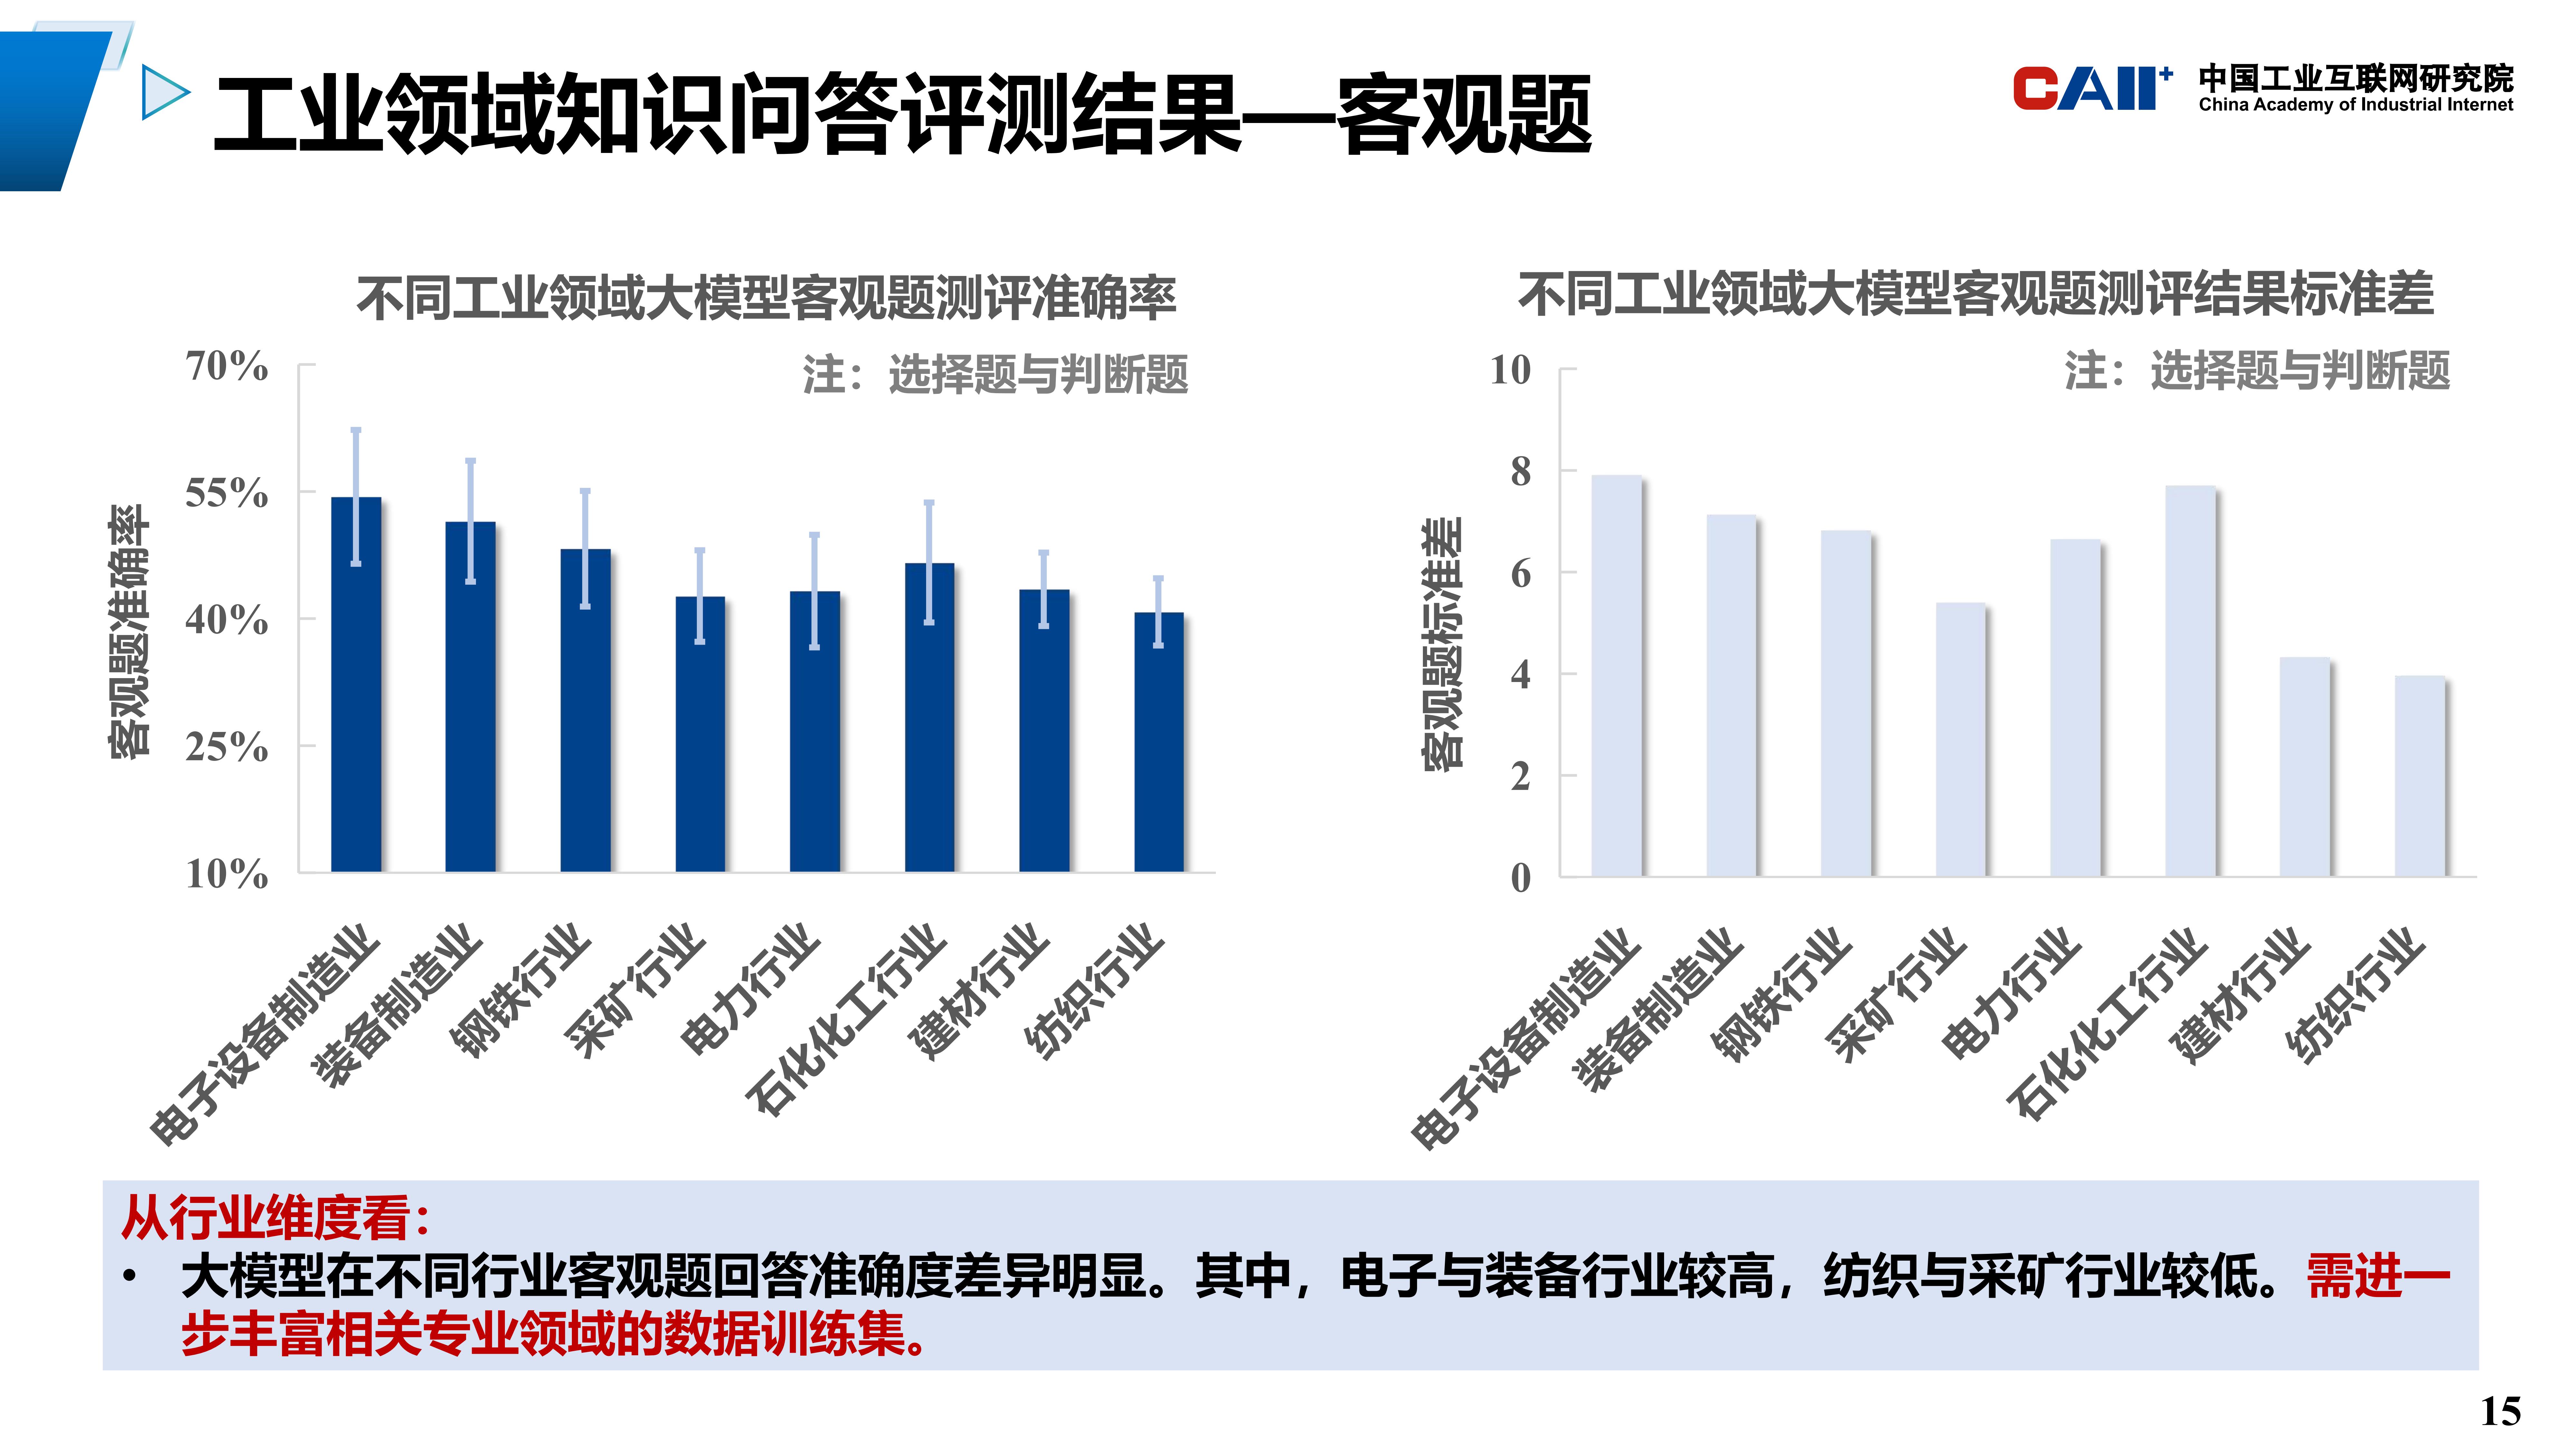 工业领域知识问答评测结果—客观题
CAII+
中国工业互联网研究院
China Academy of Industrial Internet
不同工业领域大模型客观题测评准确率
注：选择题与判断题
客观题准确率
70%
55%
40%
25%
10%
电子设备制造业
装备制造业
钢铁行业
采矿行业
电力行业
石化化工行业
建材行业
纺织行业
不同工业领域大模型客观题测评结果标准差
注：选择题与判断题
客观题标准差
10
8
6
4
2
0
电子设备制造业
装备制造业
钢铁行业
采矿行业
电力行业
石化化工行业
建材行业
纺织行业
从行业维度看：
• 大模型在不同行业客观题回答准确度差异明显。其中，电子与装备行业较高，纺织与采矿行业较低。需进一
步丰富相关专业领域的数据训练集。
15